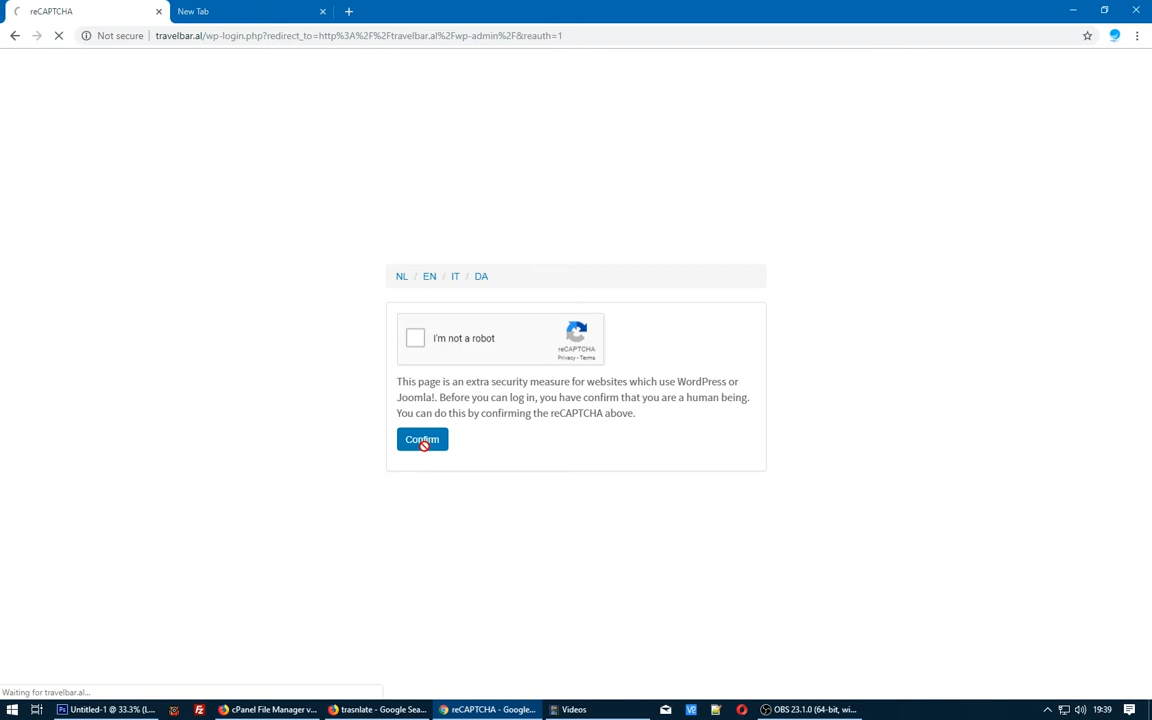 reCAPTCHA
New Tab
Not secure
travelbar.al/wp-login.php?redirect_to=http%3A%2F%2Ftravelbar.al%2Fwp-admin%2F&reauth=1
NL / EN / IT / DA
I'm not a robot
reCAPTCHA
Privacy - Terms
This page is an extra security measure for websites which use WordPress or
Joomla!. Before you can log in, you have confirm that you are a human being.
You can do this by confirming the reCAPTCHA above.
Confirm
Waiting for travelbar.al...
Untitled-1 @ 33.3% (L...
cPanel File Manager v...
trasnlate - Google Sea...
reCAPTCHA - Google...
Videos
OBS 23.1.0 (64-bit, wi...
19:39